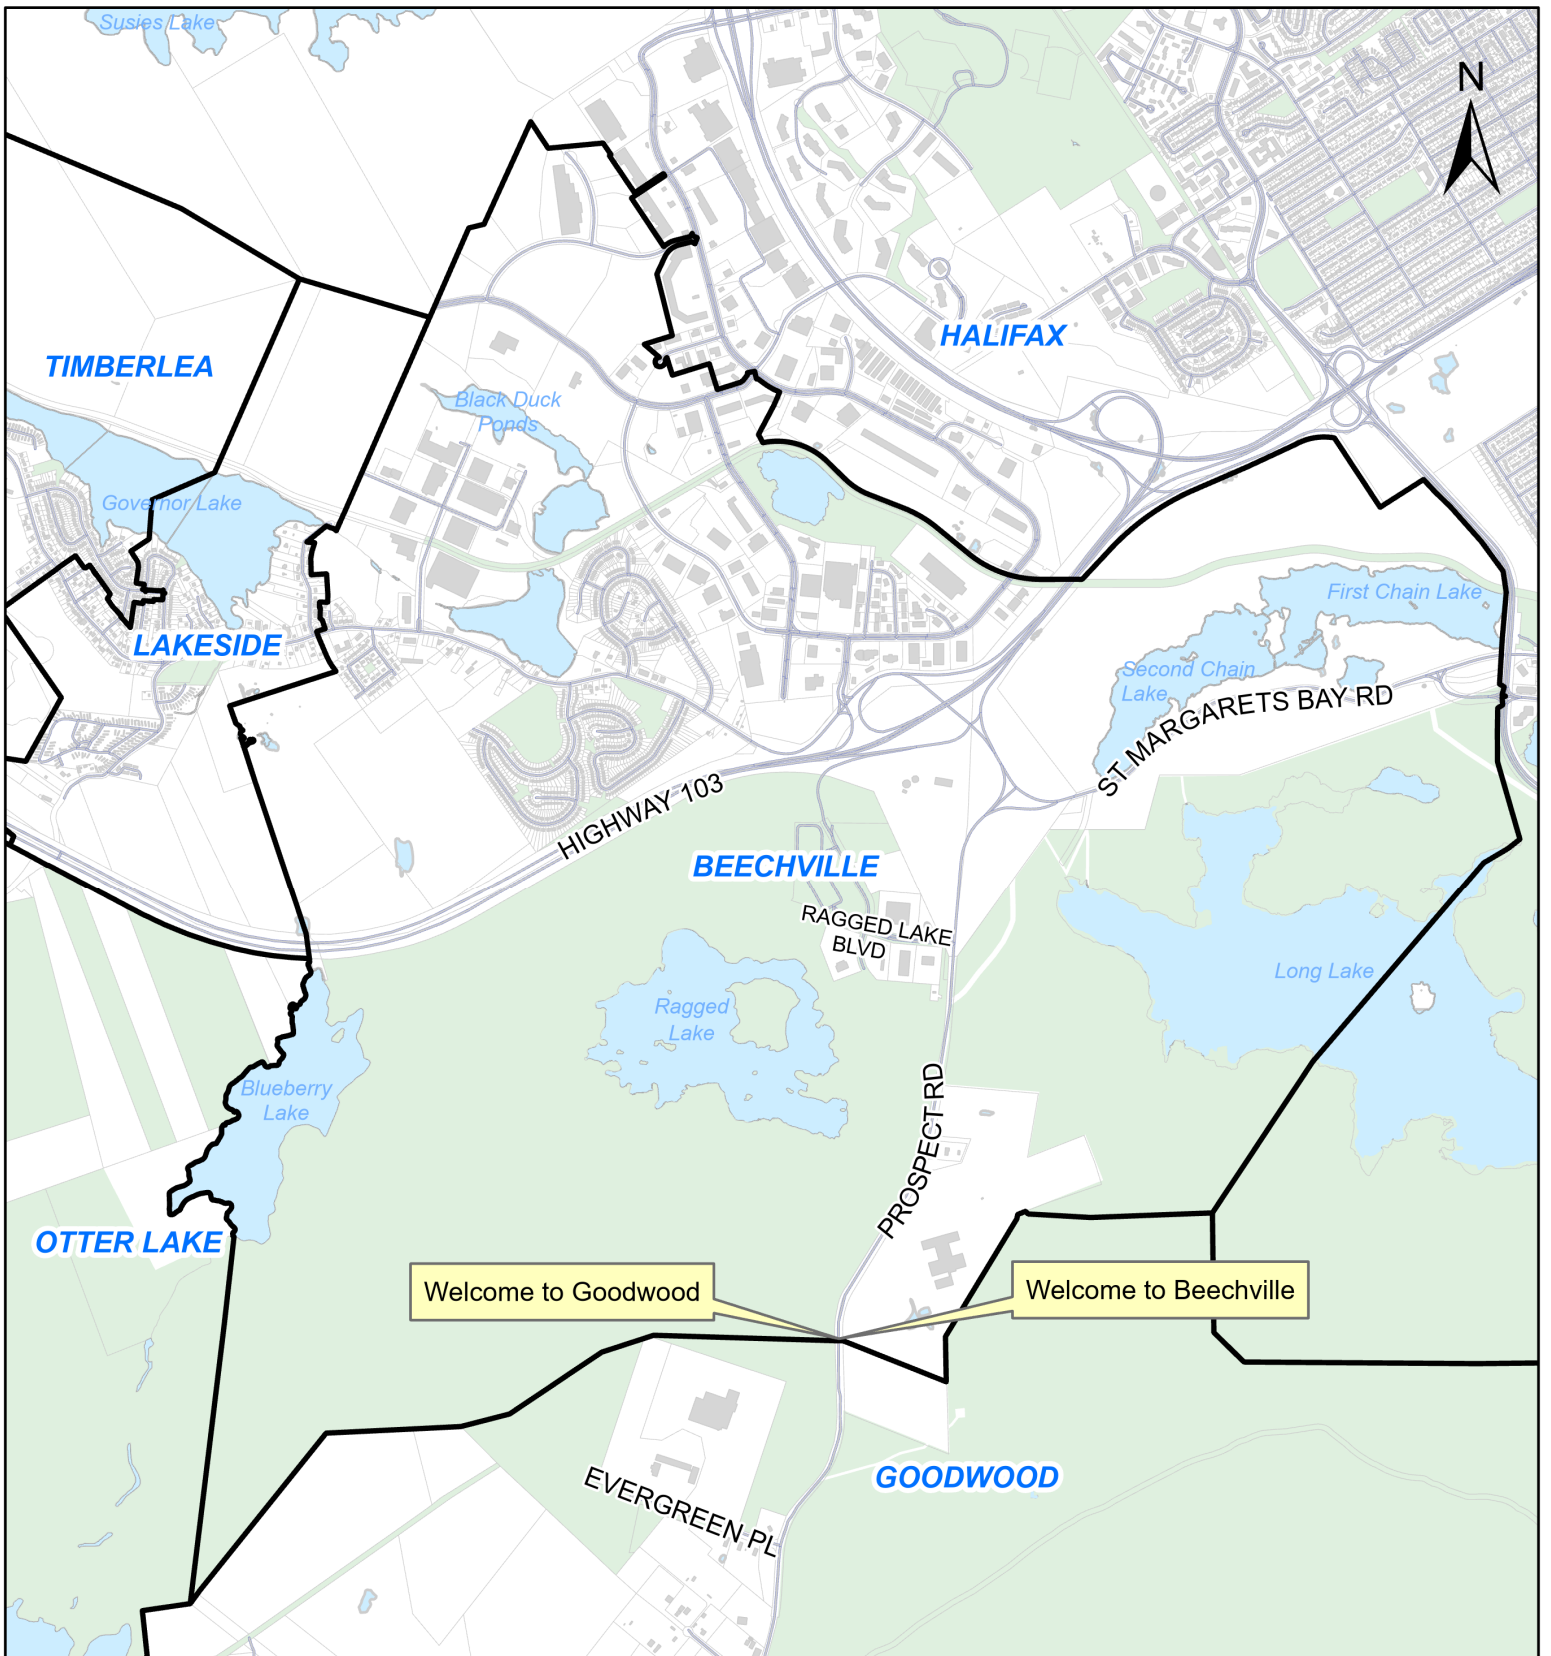 Susies Lake
N
HALIFAX
TIMBERLEA
Black Duck
Ponds
Governor Lake
First Chain Lake
LAKESIDE
Second Chain
Lake
ST MARGARETS BAY RD
HIGHWAY 103
BEECHVILLE
RAGGED LAKE
BLVD
Long Lake
Ragged
Lake
Blueberry
Lake
PROSPECT RD
OTTER LAKE
Welcome to Goodwood
Welcome to Beechville
GOODWOOD
EVERGREEN PL